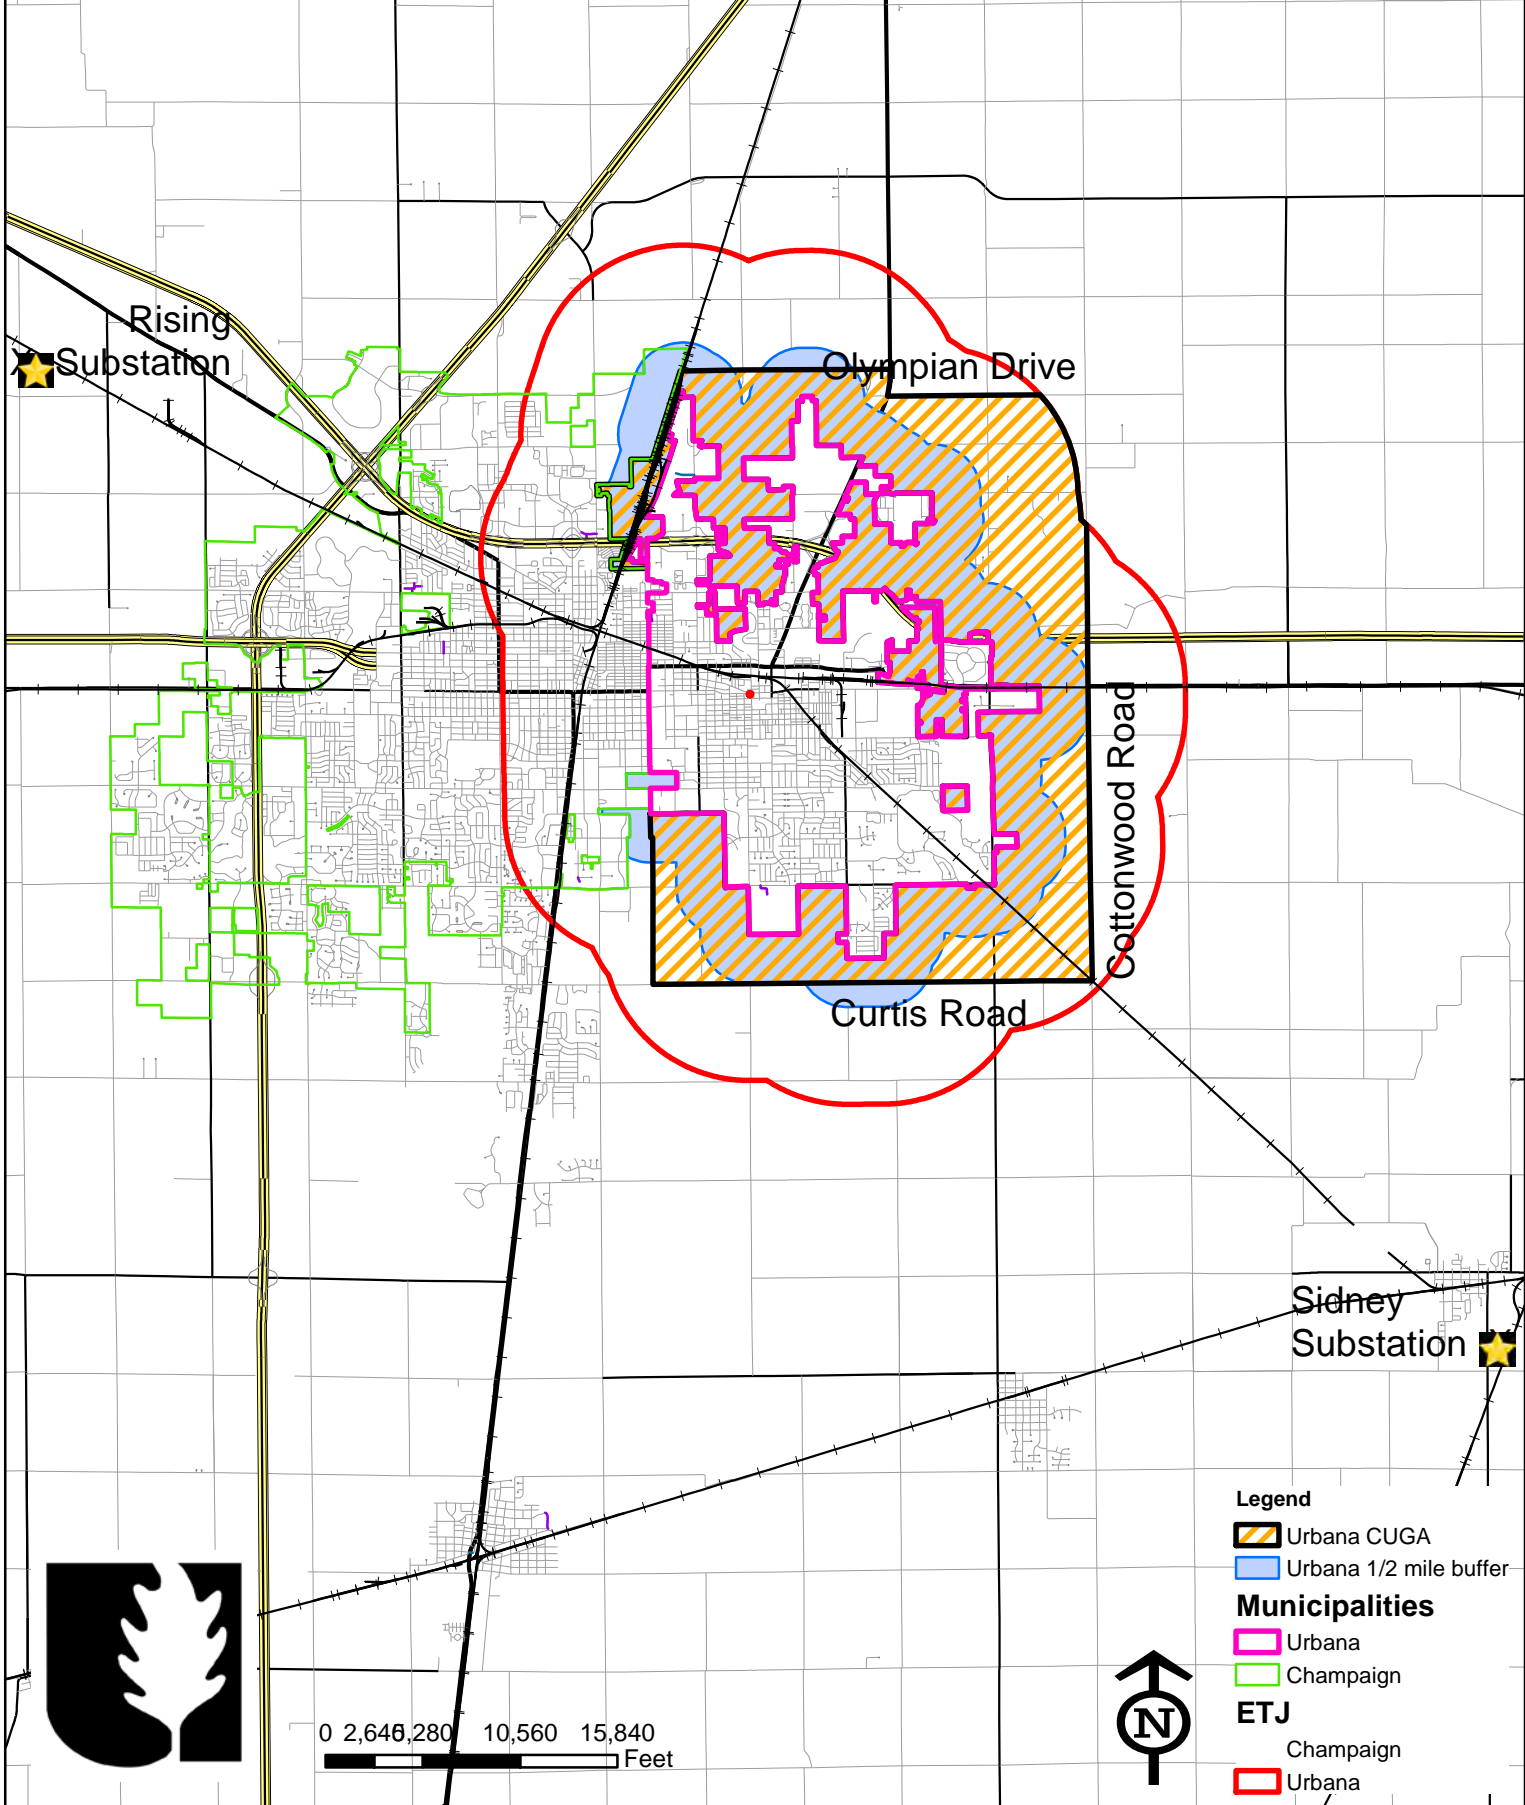 Rising
Substation
Olympian Drive
Cottonwood Road
Curtis Road
Sidney
Substation
Legend
Urbana CUGA
Urbana 1/2 mile buffer
Municipalities
Urbana
Champaign
ETJ
Champaign
Urbana
N
0 2,640 5,280 10,560 15,840
Feet